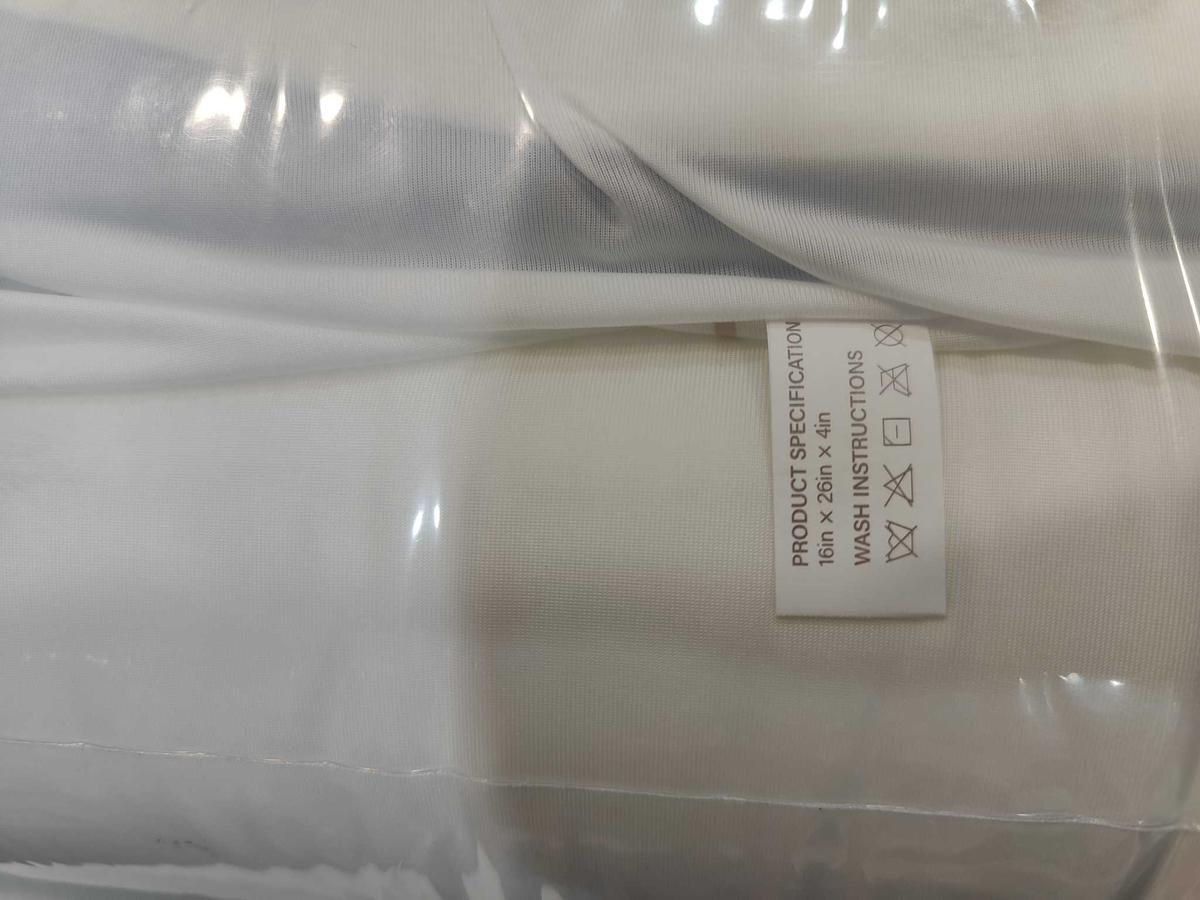 PRODUCT SPECIFICATION
16in × 26in × 4in
WASH INSTRUCTIONS